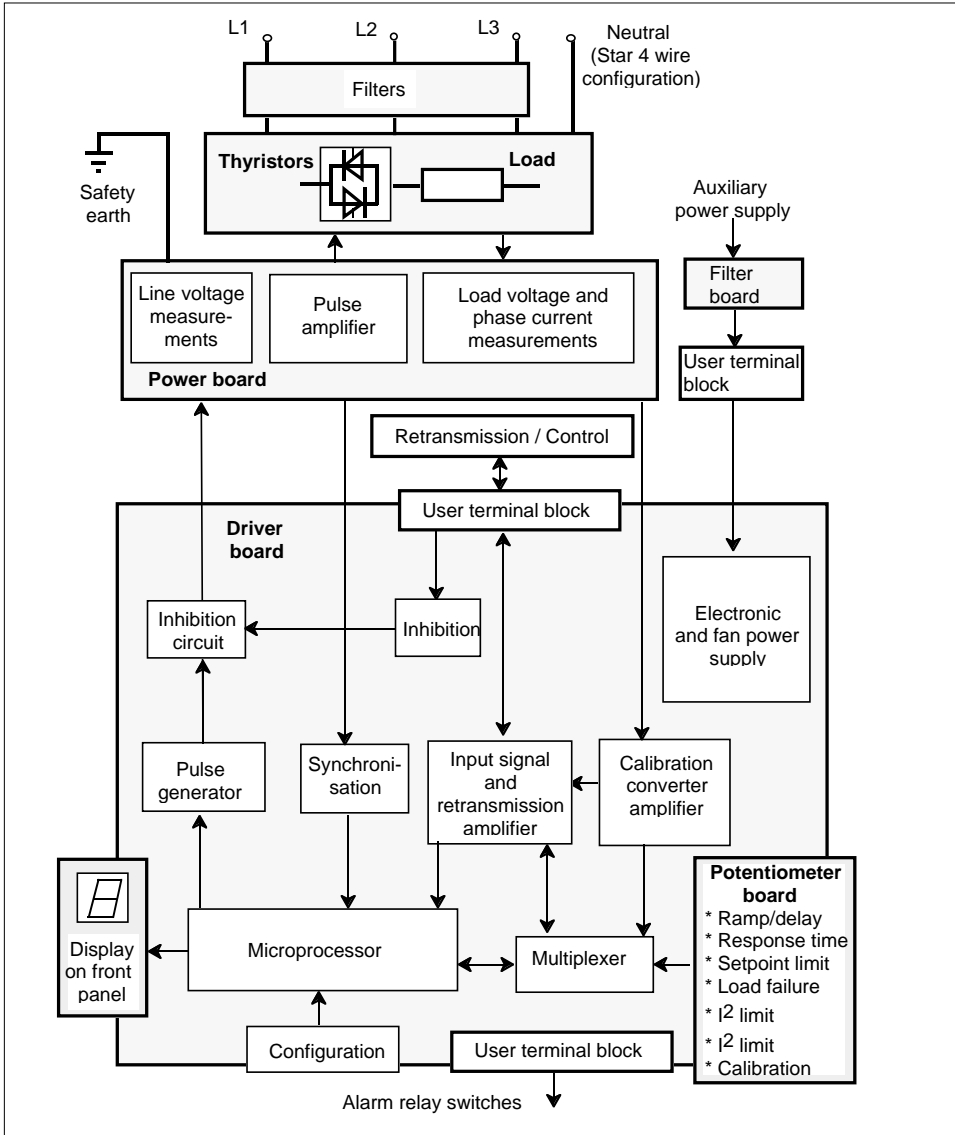 L1
L2
L3
Neutral
(Star 4 wire
configuration)
Filters
Thyristors
Load
Safety
earth
Auxiliary
power supply
Line voltage
measure-
ments
Pulse
amplifier
Load voltage and
phase current
measurements
Power board
Filter
board
User terminal
block
Retransmission / Control
User terminal block
Driver
board
Inhibition
circuit
Inhibition
Electronic
and fan power
supply
Pulse
generator
Synchroni-
sation
Input signal
and
retransmission
amplifier
Calibration
converter
amplifier
Display
on front
panel
Microprocessor
Multiplexer
Potentiometer
board
* Ramp/delay
* Response time
* Setpoint limit
* Load failure
* I2 limit
* I2 limit
* Calibration
Configuration
User terminal block
Alarm relay switches